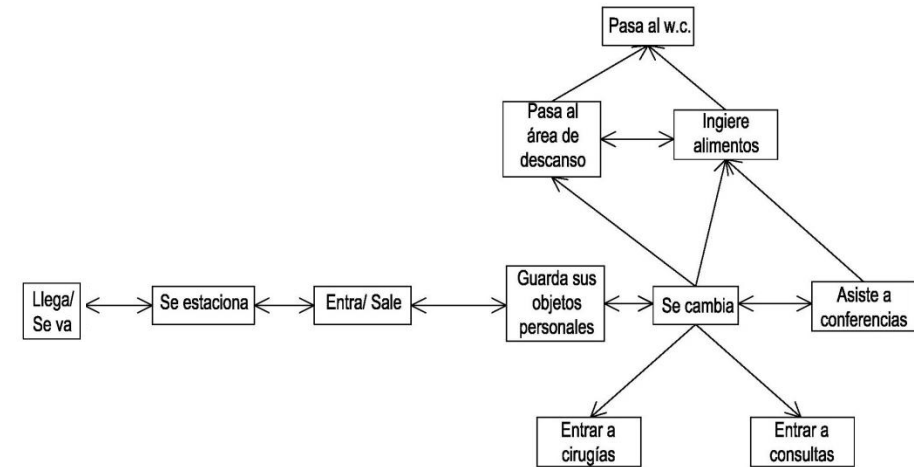 Pasa al w.c.
Pasa al
área de
descanso
Ingiere
alimentos
Llega/
Se va
Se estaciona
Entra/ Sale
Guarda sus
objetos
personales
Se cambia
Asiste a
conferencias
Entrar a
cirugías
Entrar a
consultas